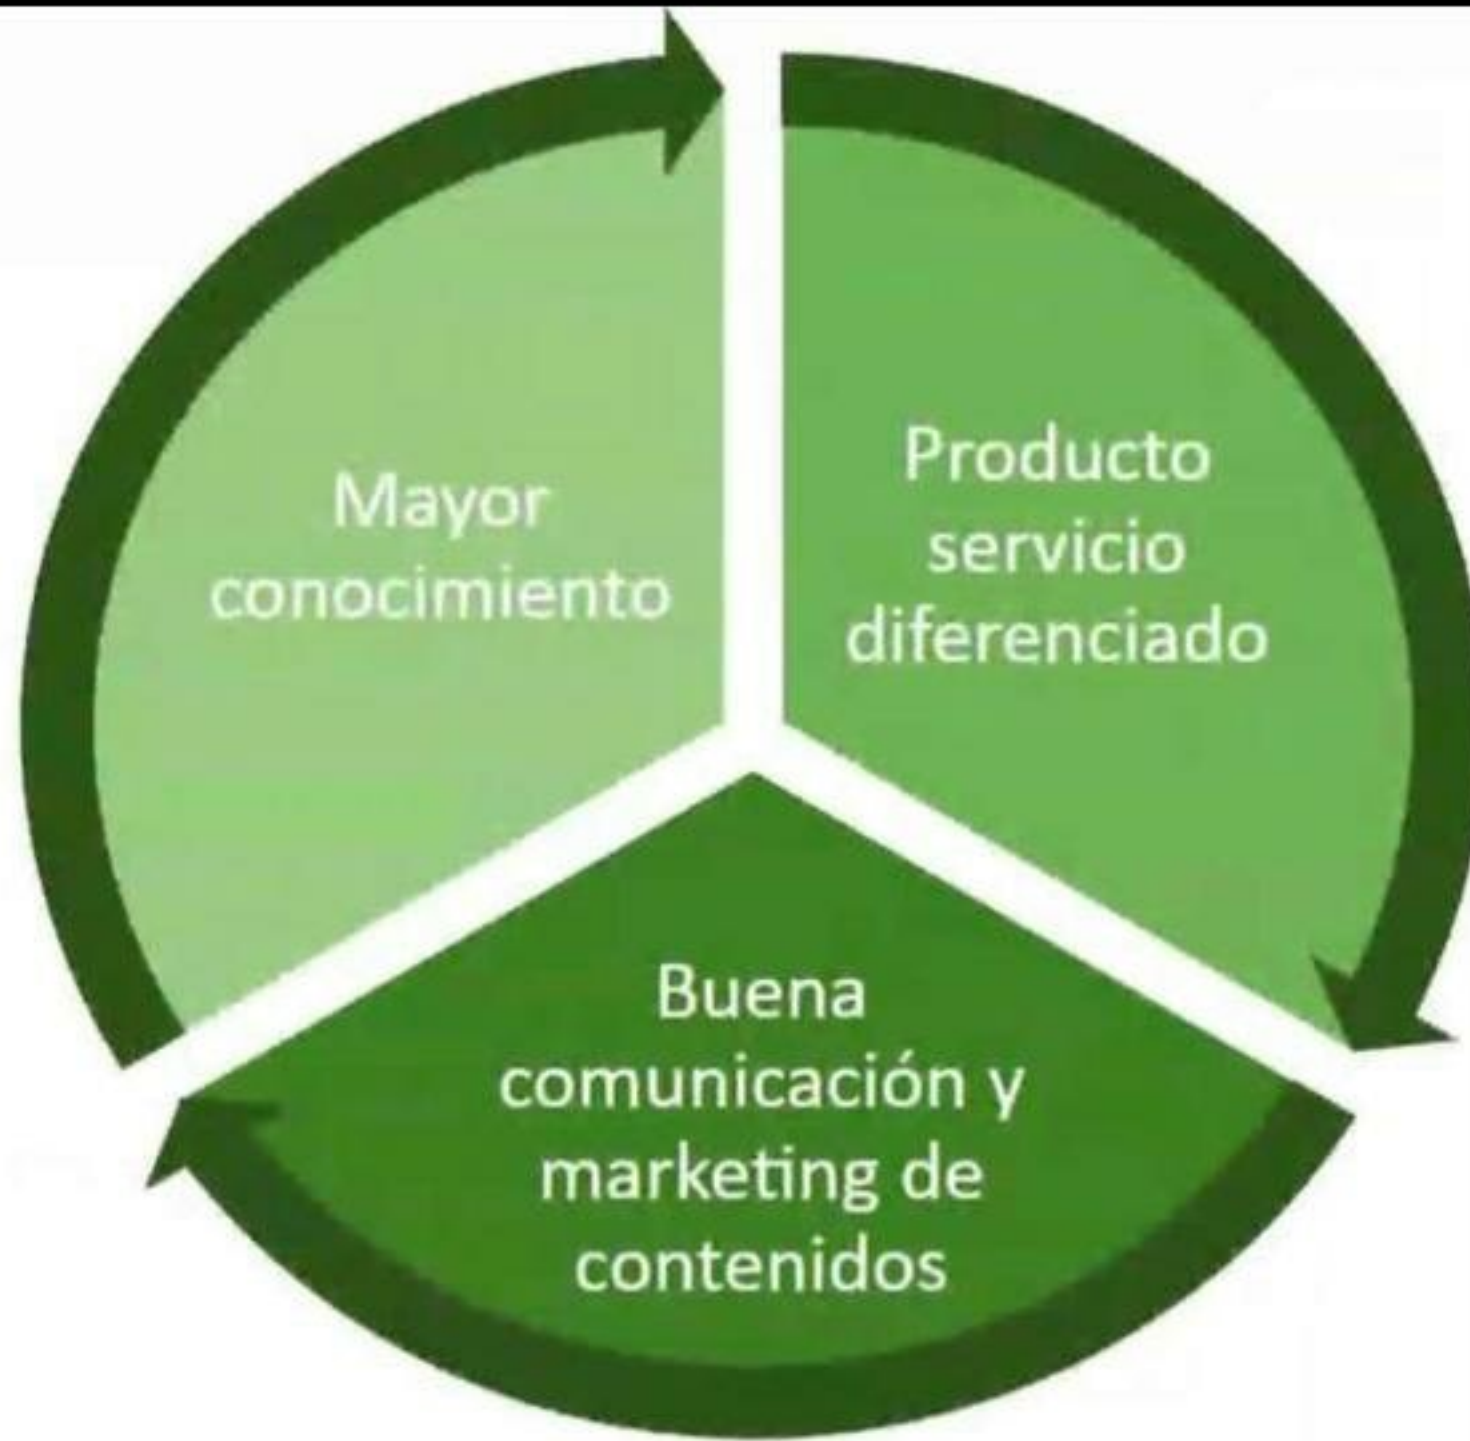 Mayor
conocimiento
Producto
servicio
diferenciado
Buena
comunicación y
marketing de
contenidos